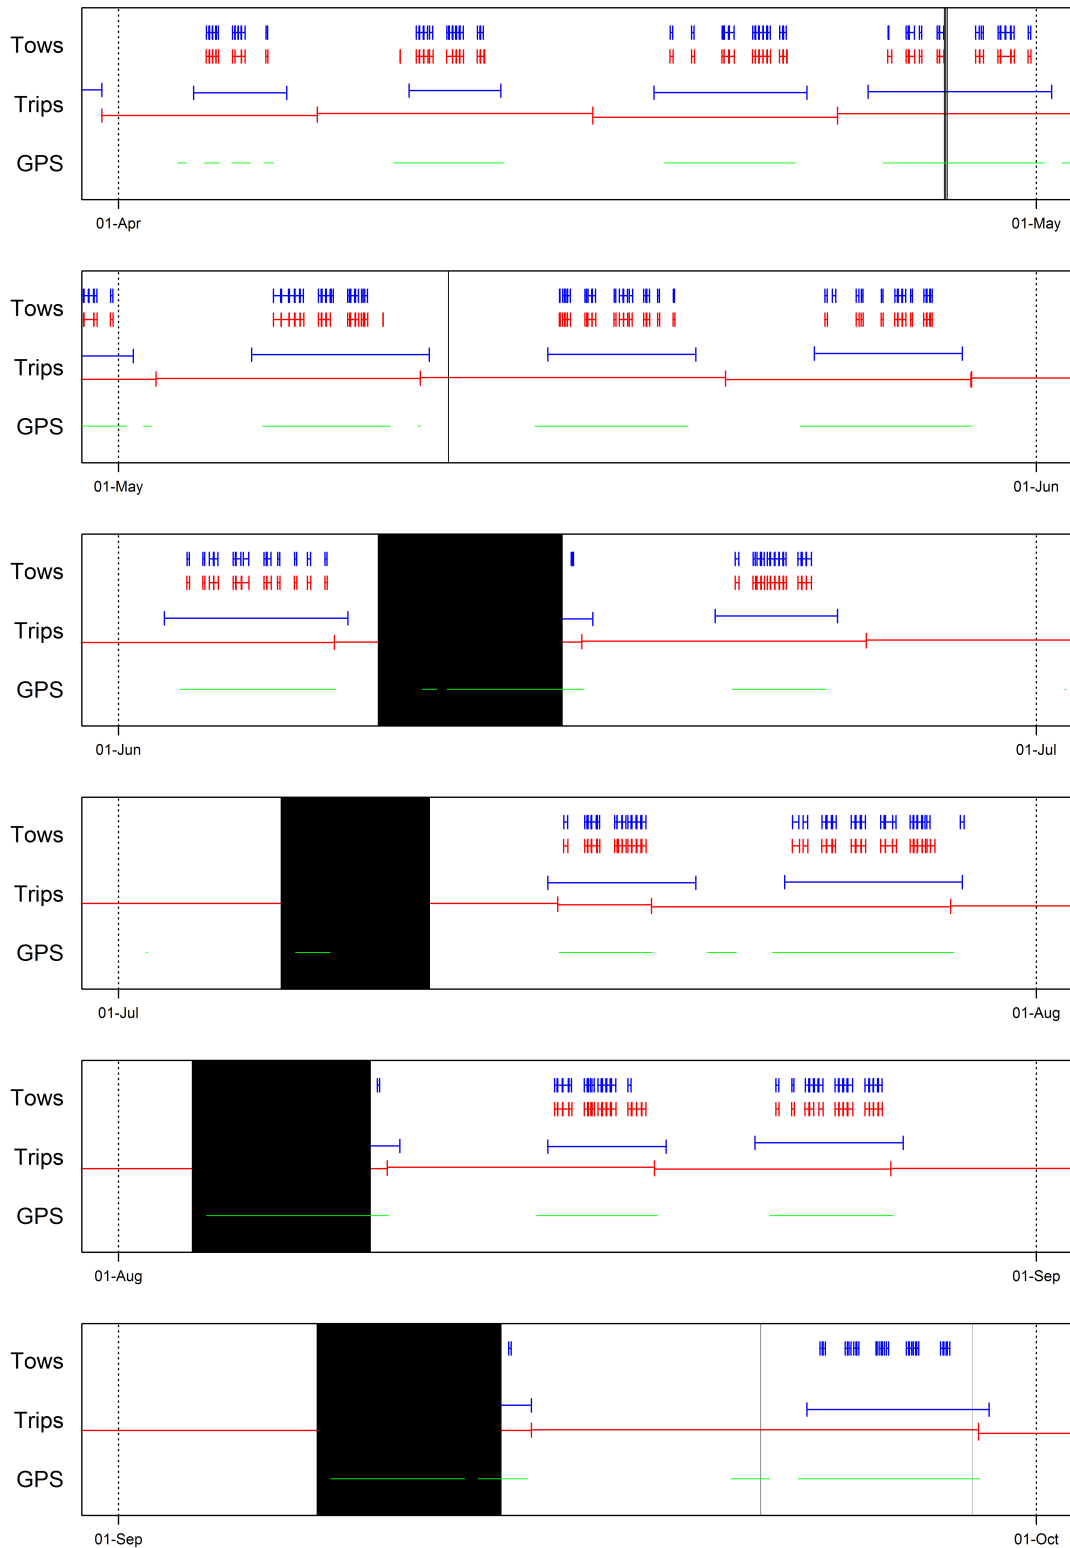 Tows
Trips
GPS
01-Apr 01-May
Tows
Trips
GPS
01-May 01-Jun
Tows
Trips
GPS
01-Jun 01-Jul
Tows
Trips
GPS
01-Jul 01-Aug
Tows
Trips
GPS
01-Aug 01-Sep
Tows
Trips
GPS
01-Sep 01-Oct